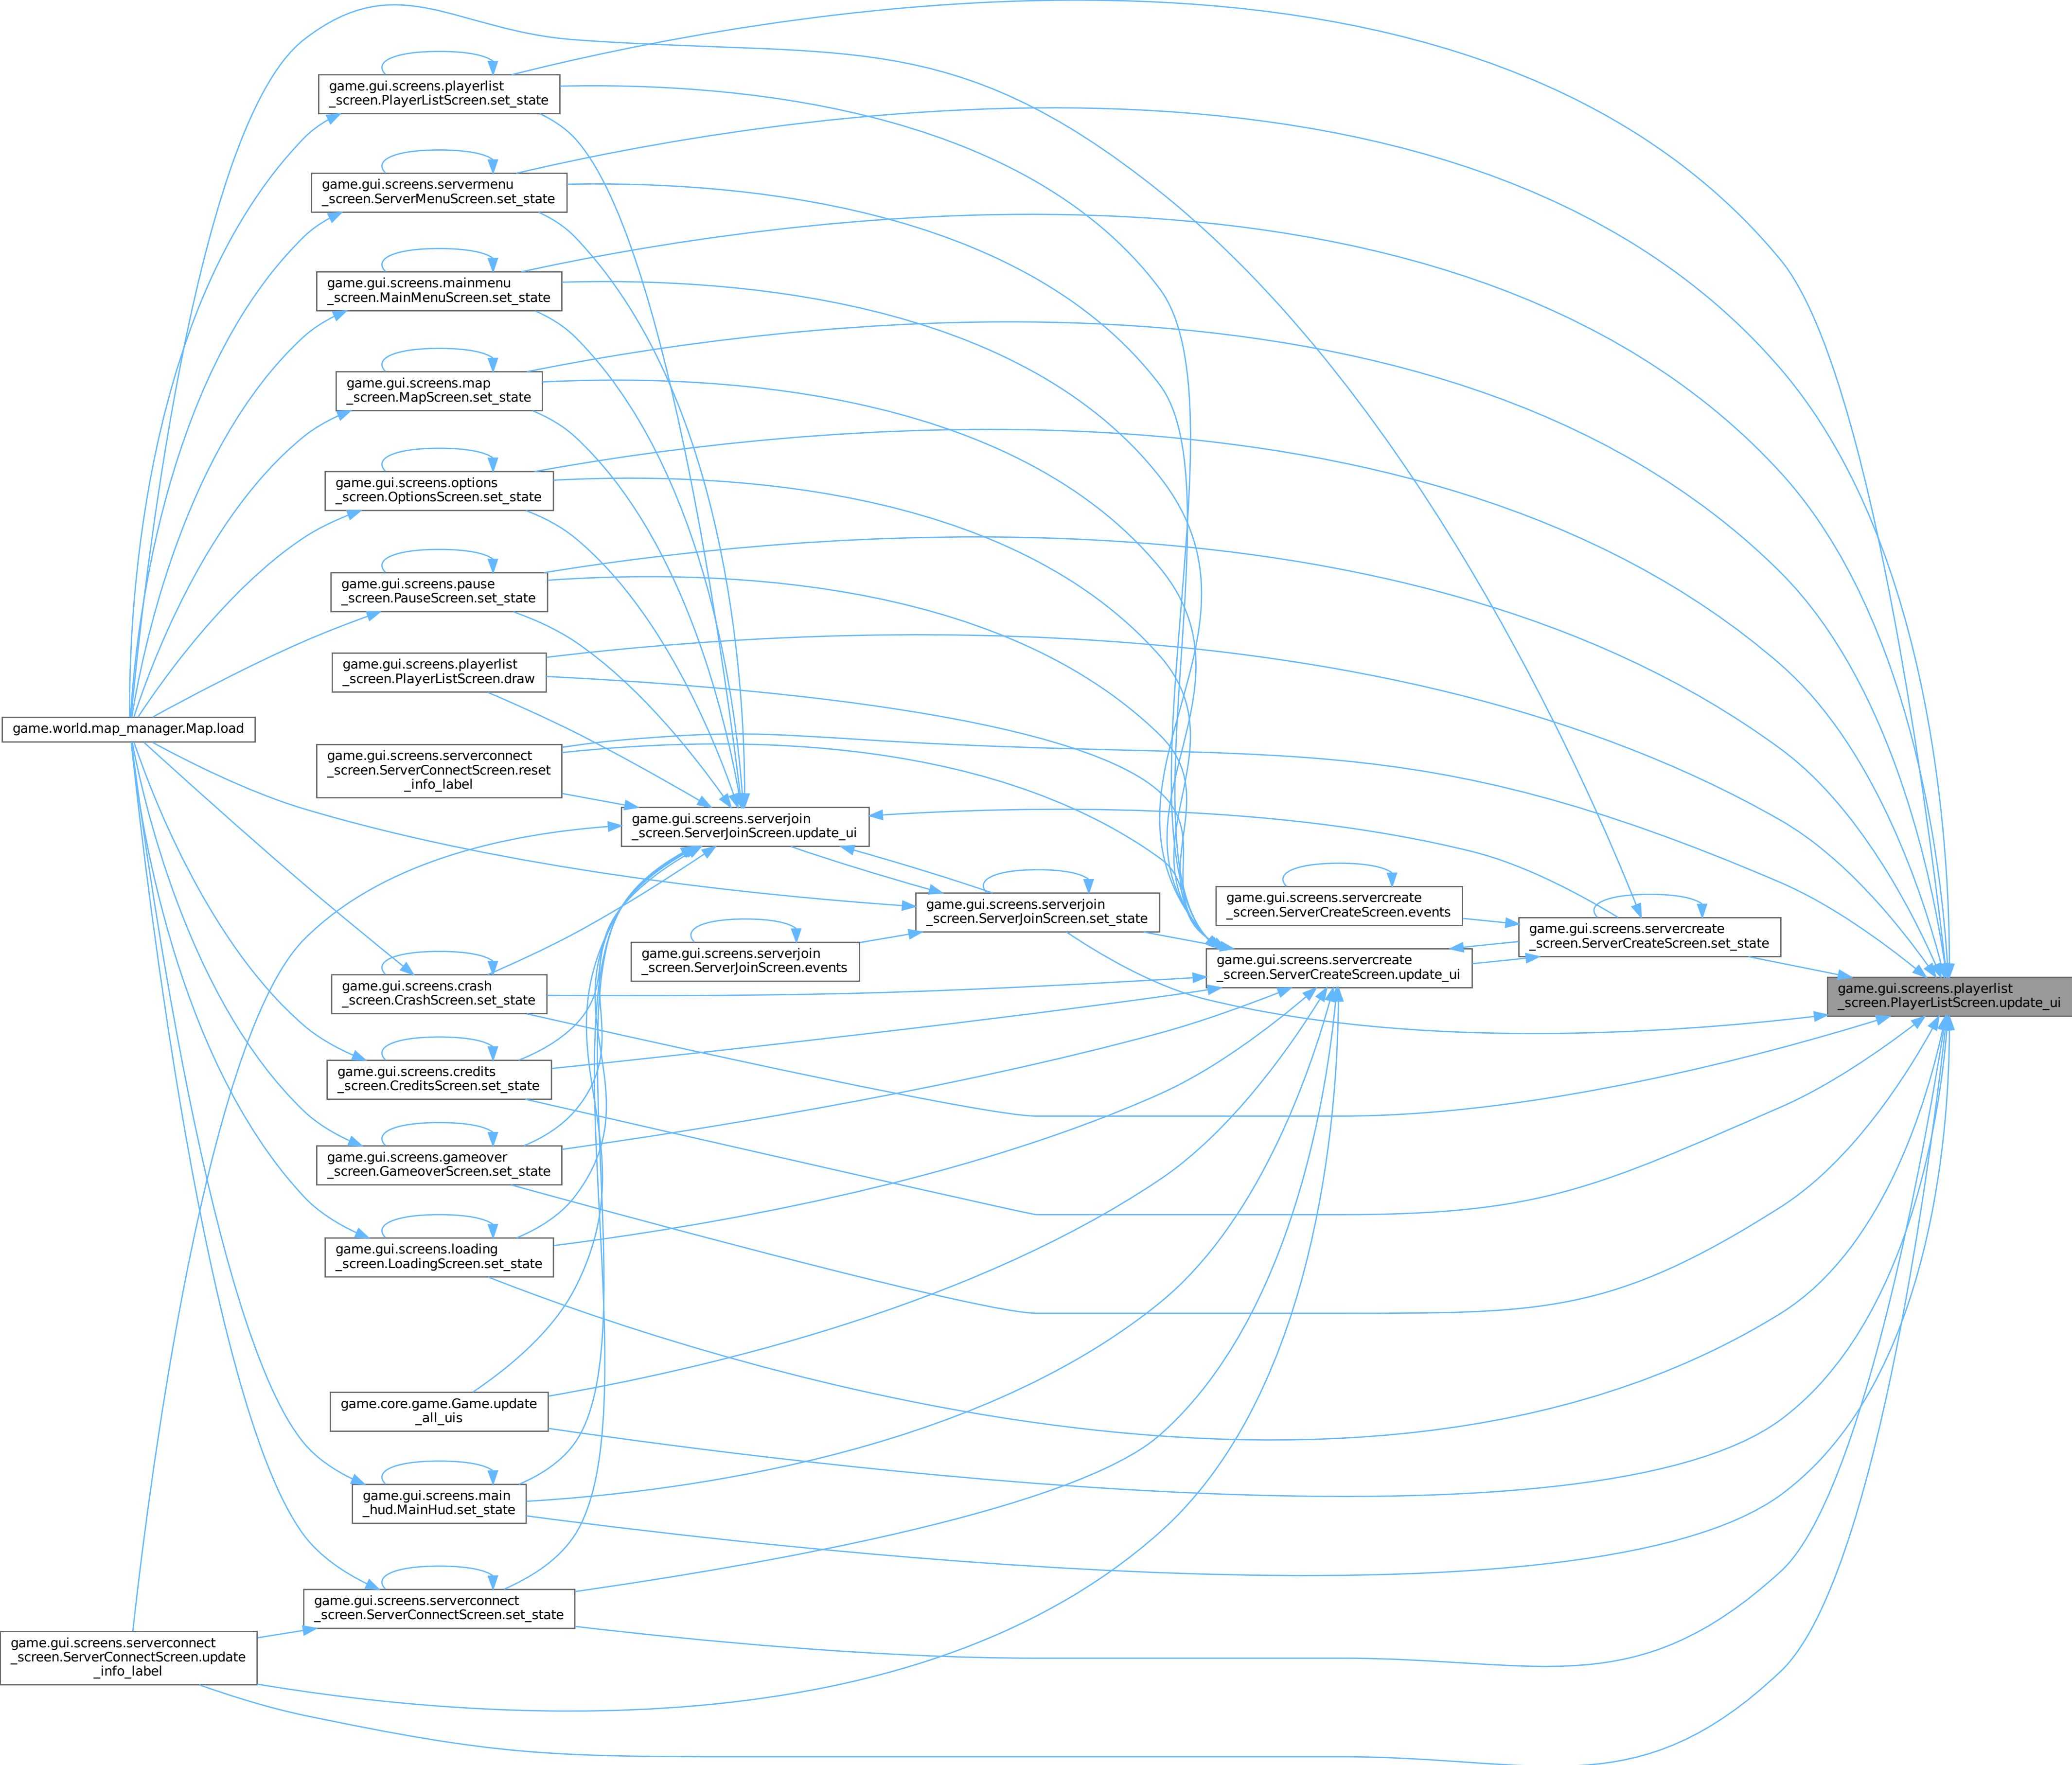 game.gui.screens.playerlist
_screen.PlayerListScreen.set_state
game.gui.screens.servermenu
_screen.ServerMenuScreen.set_state
game.gui.screens.mainmenu
_screen.MainMenuScreen.set_state
game.gui.screens.map
_screen.MapScreen.set_state
game.gui.screens.options
_screen.OptionsScreen.set_state
game.gui.screens.pause
_screen.PauseScreen.set_state
game.gui.screens.playerlist
_screen.PlayerListScreen.draw
game.world.map_manager.Map.load
game.gui.screens.serverconnect
_screen.ServerConnectScreen.reset
_info_label
game.gui.screens.serverjoin
_screen.ServerJoinScreen.update_ui
game.gui.screens.serverjoin
_screen.ServerJoinScreen.set_state
game.gui.screens.servercreate
_screen.ServerCreateScreen.events
game.gui.screens.servercreate
_screen.ServerCreateScreen.set_state
game.gui.screens.serverjoin
_screen.ServerJoinScreen.events
game.gui.screens.servercreate
_screen.ServerCreateScreen.update_ui
game.gui.screens.playerlist
_screen.PlayerListScreen.update_ui
game.gui.screens.crash
_screen.CrashScreen.set_state
game.gui.screens.credits
_screen.CreditsScreen.set_state
game.gui.screens.gameover
_screen.GameoverScreen.set_state
game.gui.screens.loading
_screen.LoadingScreen.set_state
game.core.game.Game.update
_all_uis
game.gui.screens.main
_hud.MainHud.set_state
game.gui.screens.serverconnect
_screen.ServerConnectScreen.set_state
game.gui.screens.serverconnect
_screen.ServerConnectScreen.update
_info_label